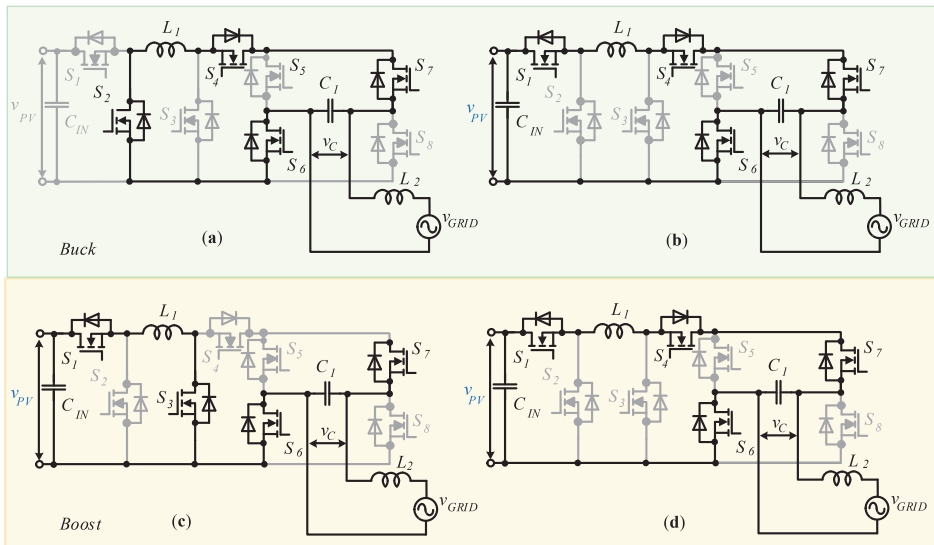 L1
S1
S2
S4
S5
S7
vPV
CIN
S3
C1
S6
S8
vC
L2
vGRID
Buck
(a)
L1
S1
S2
S4
S5
S7
vPV
CIN
S3
C1
S6
S8
vC
L2
vGRID
(b)
L1
S1
S2
S4
S5
S7
vPV
CIN
S3
C1
S6
S8
vC
L2
vGRID
Boost
(c)
L1
S1
S2
S4
S5
S7
vPV
CIN
S3
C1
S6
S8
vC
L2
vGRID
(d)